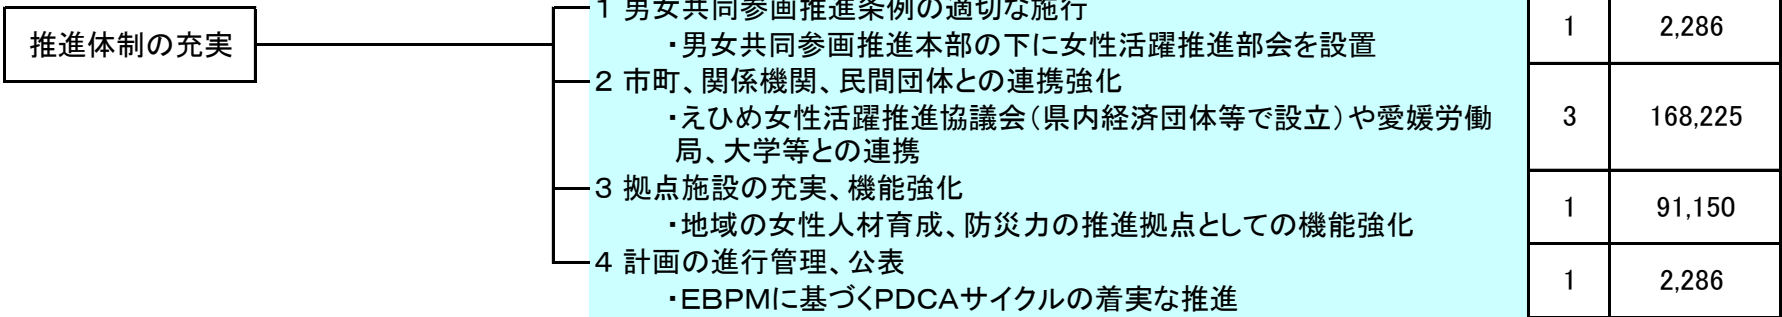 推進体制の充実
1 男女共同参画推進条例の適切な施行
・男女共同参画推進本部の下に女性活躍推進部会を設置
1 2,286
2 市町、関係機関、民間団体との連携強化
・えひめ女性活躍推進協議会（県内経済団体等で設立）や愛媛労働
局、大学等との連携
3 168,225
3 拠点施設の充実、機能強化
・地域の女性人材育成、防災力の推進拠点としての機能強化
1 91,150
4 計画の進行管理、公表
・EBPMに基づくPDCAサイクルの着実な推進
1 2,286